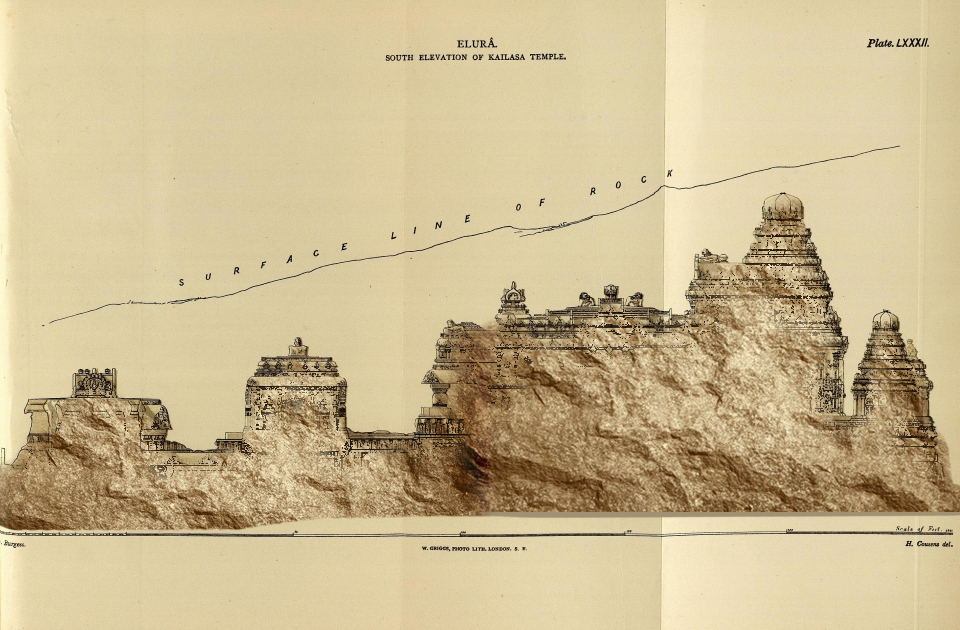 ELURÂ.
SOUTH ELEVATION OF KAILASA TEMPLE.
Plate. LXXXII.
SURFACE LINE OF ROCK
Scale of Feet.
Burgess.
W. GRIGGS, PHOTO LITH. LONDON. S. E.
H. Cousens del.